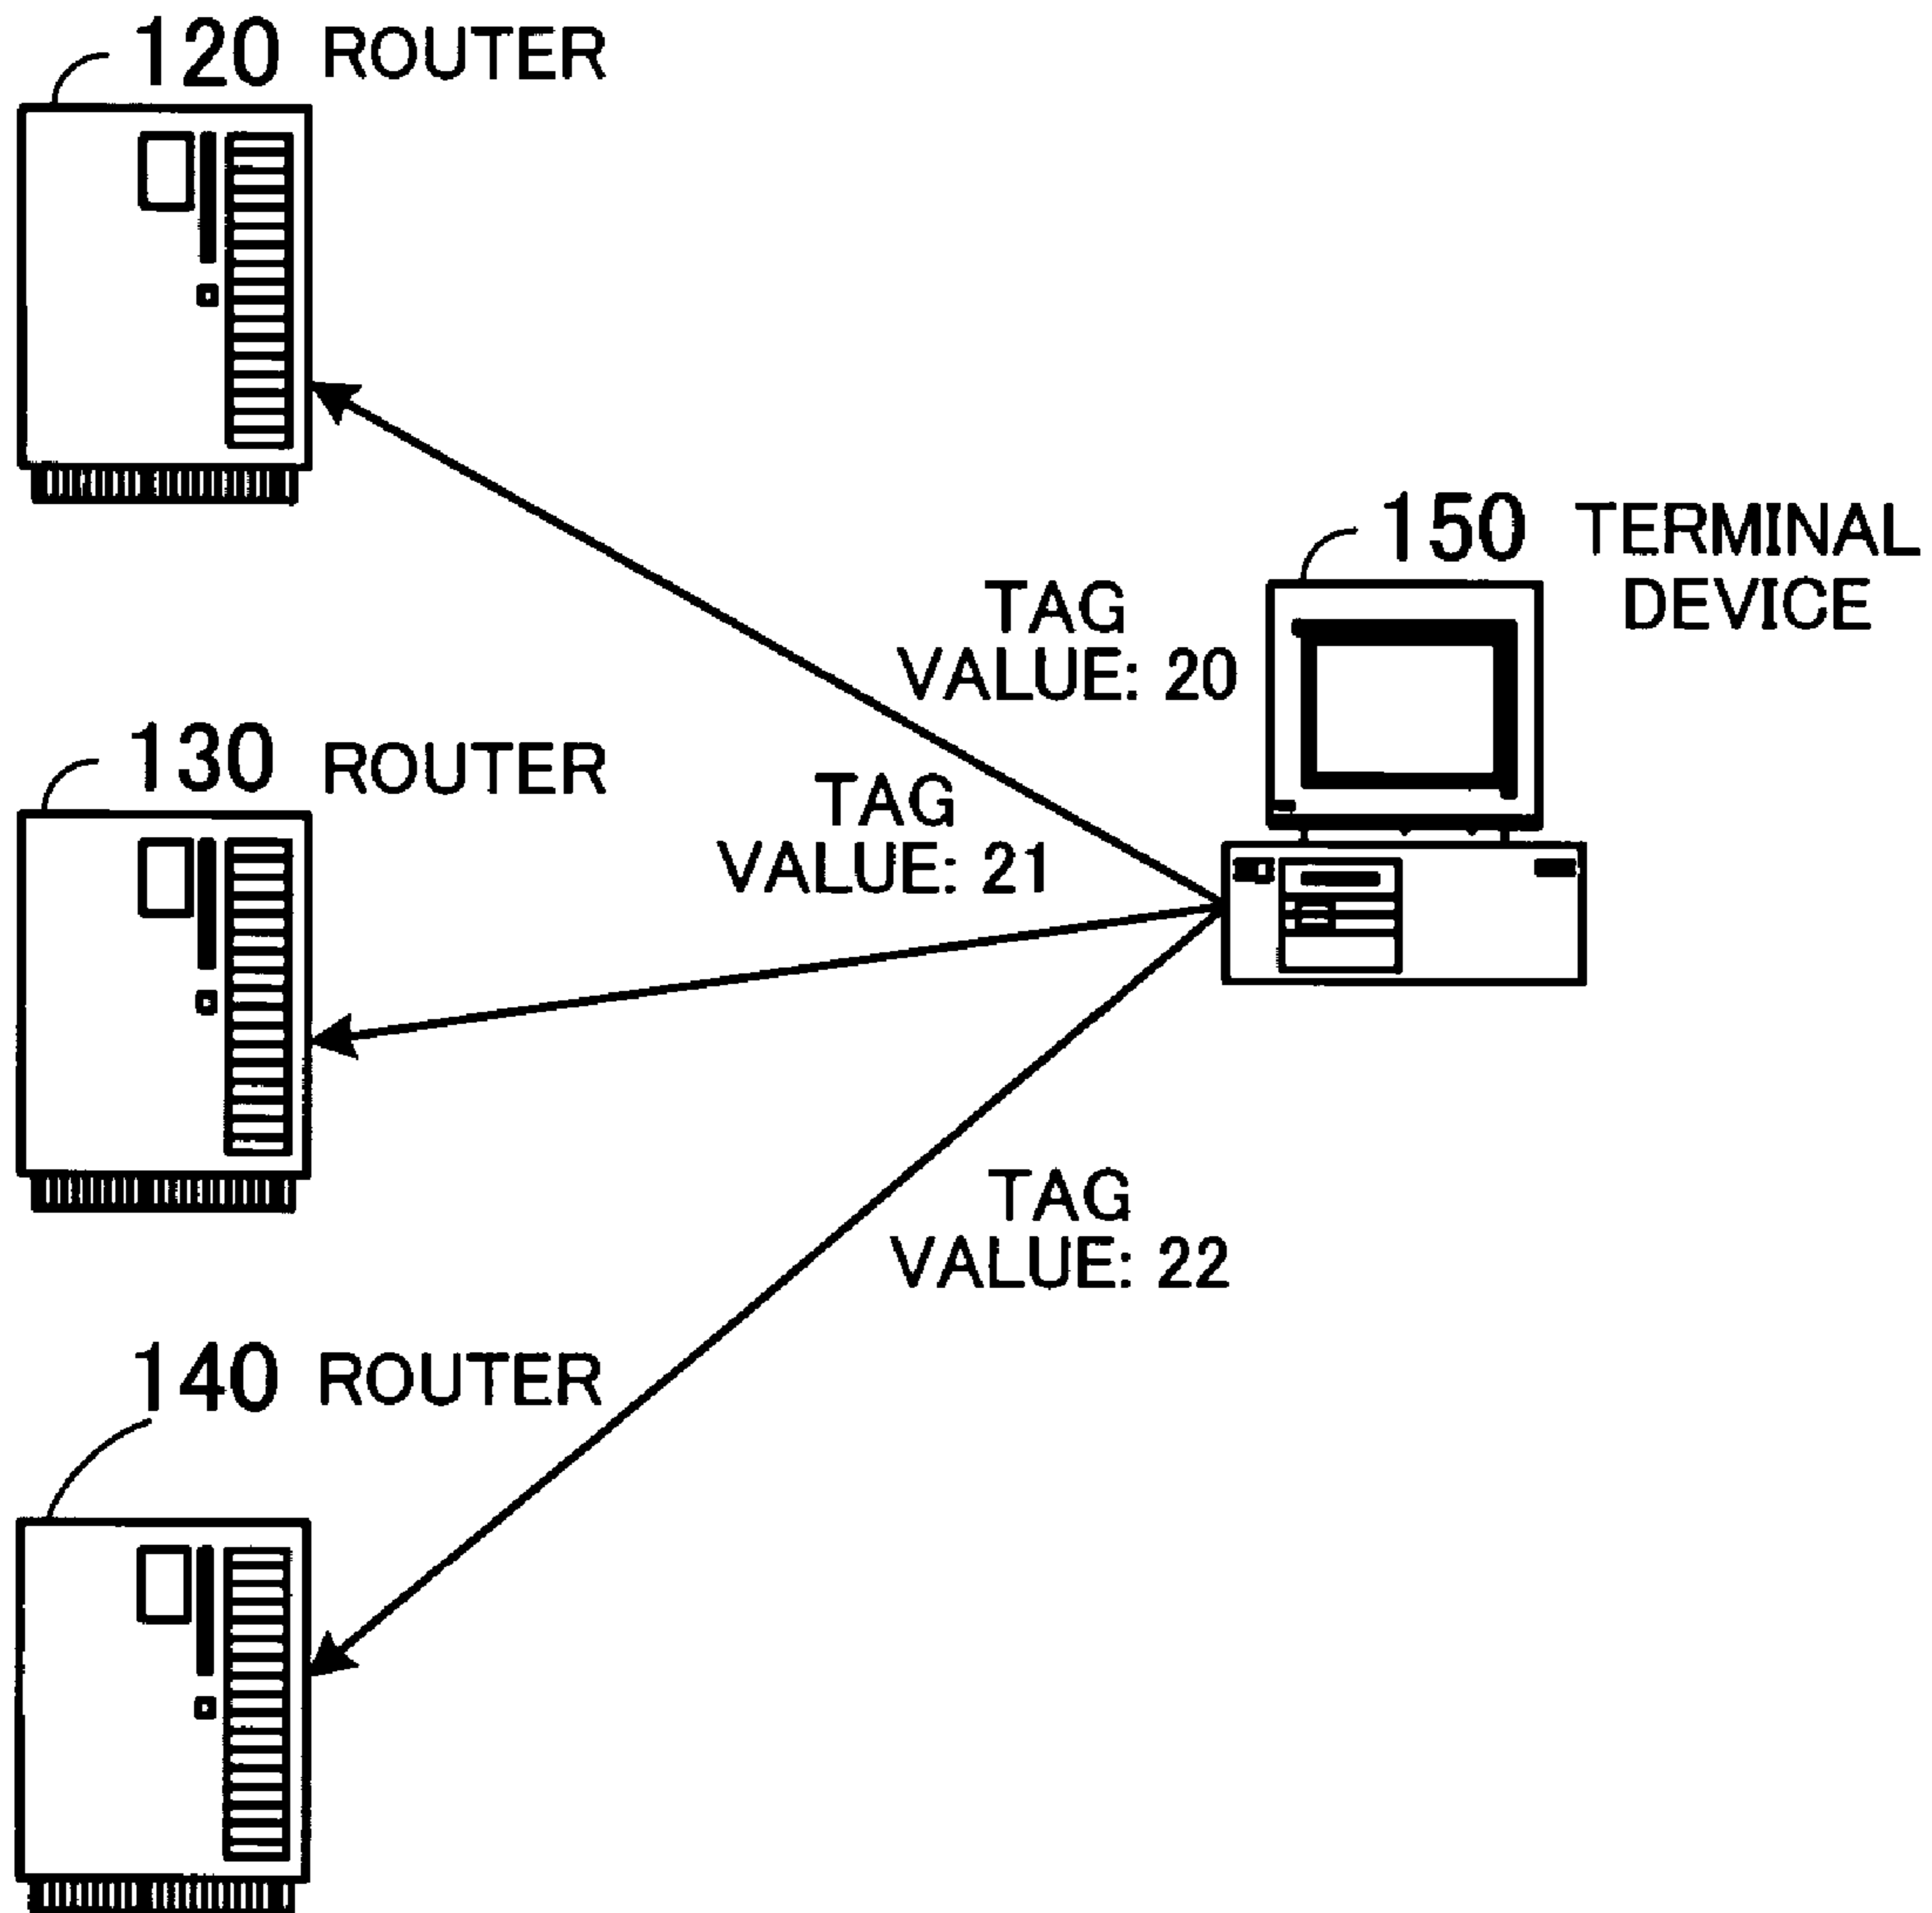 120 ROUTER
150 TERMINAL
DEVICE
TAG
VALUE: 20
130 ROUTER
TAG
VALUE: 21
TAG
VALUE: 22
140 ROUTER